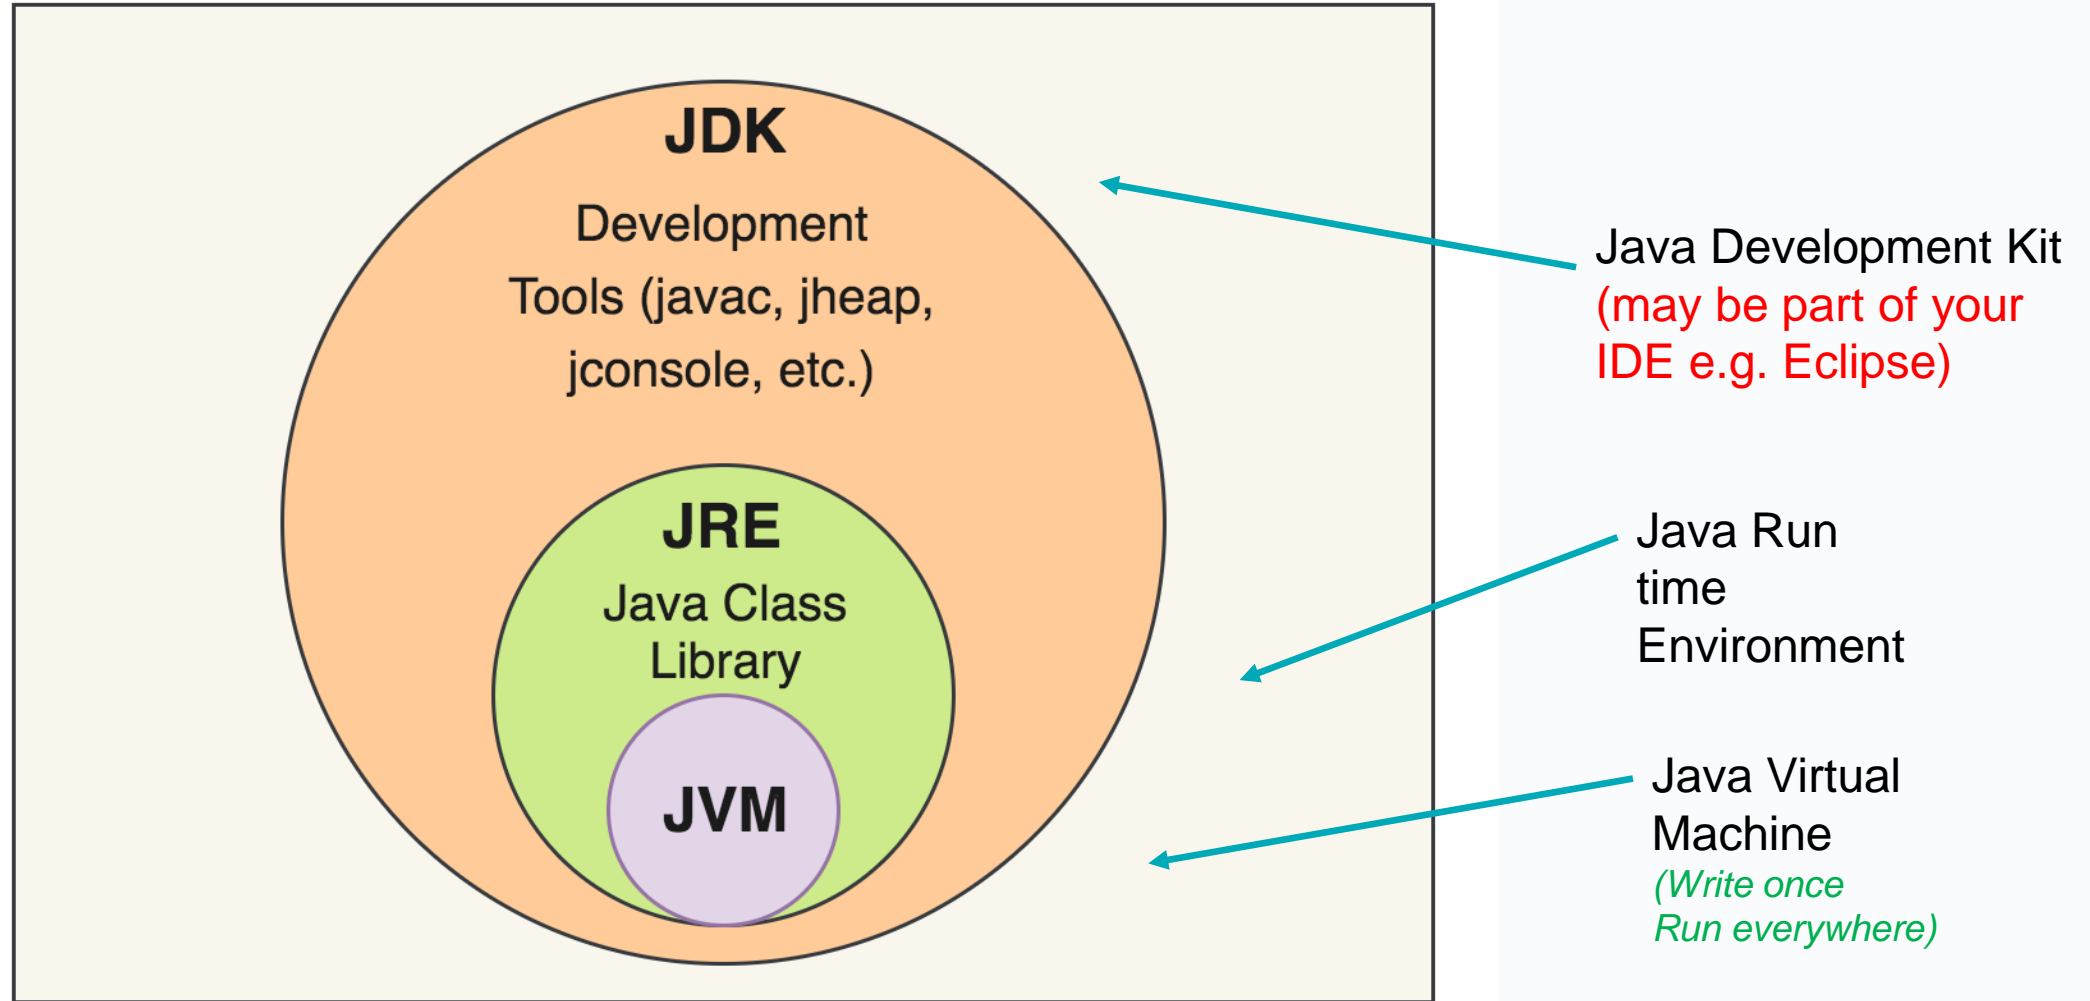 JDK
Development
Tools (javac, jheap,
jconsole, etc.)
JRE
Java Class
Library
JVM
Java Development Kit
(may be part of your
IDE e.g. Eclipse)
Java Run
time
Environment
Java Virtual
Machine
(Write once
Run everywhere)